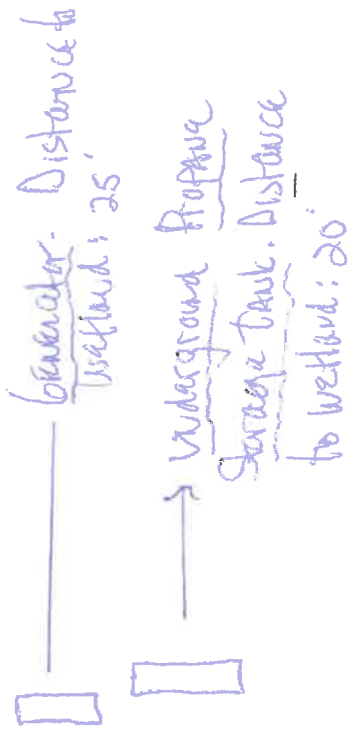 Generator. Distance to
wetland: 25'
Underground Propane
Storage Tank. Distance
to wetland: 20'